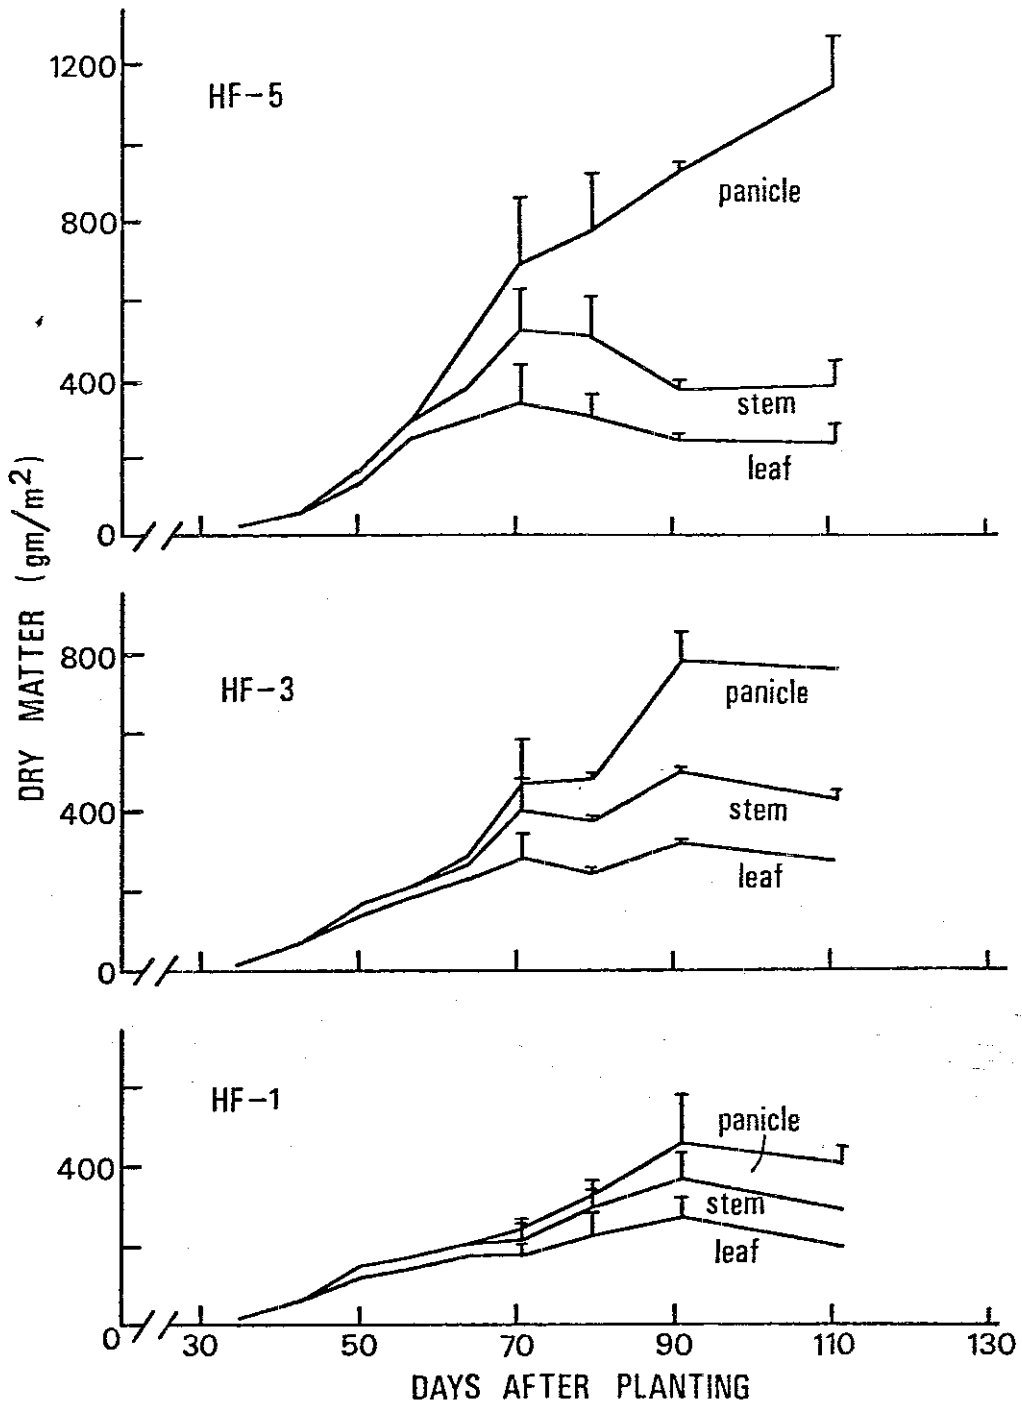 1200
HF-5
panicle
800
400
stem
leaf
0
DRY MATTER (gm/m²)
800
HF-3
panicle
400
stem
leaf
0
HF-1
panicle
400
stem
leaf
0 30 50 70 90 110 130
DAYS AFTER PLANTING